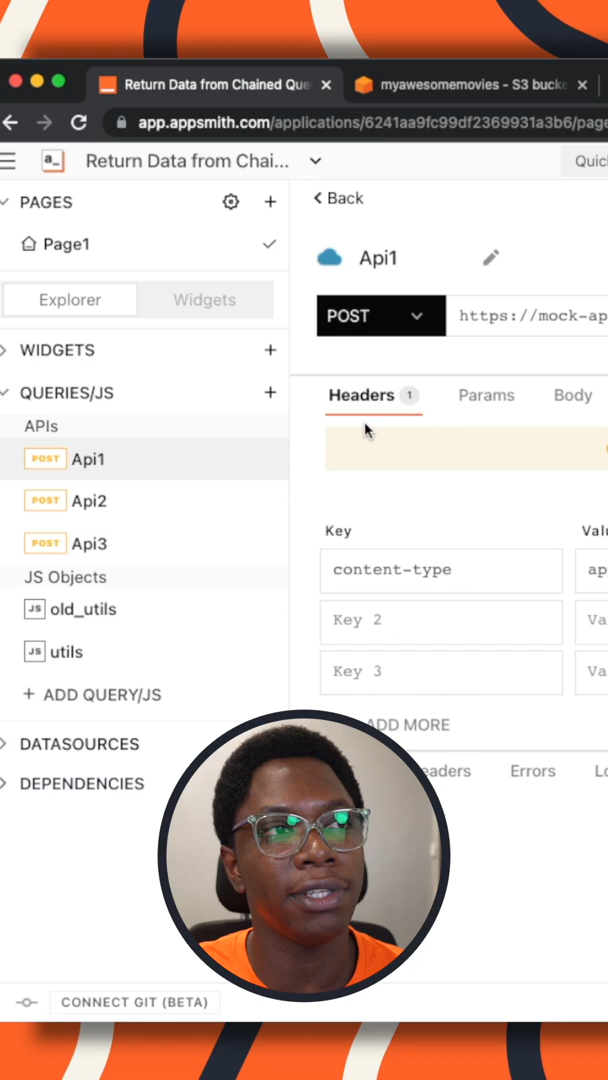 Return Data from Chained Que
myawesomemovies - S3 bucke
app.appsmith.com/applications/6241aa9fc99df2369931a3b6/page
a_
Return Data from Chai...
Quic
PAGES
Back
Page1
Api1
Explorer
Widgets
POST
https://mock-ap
WIDGETS
QUERIES/JS
Headers 1
Params
Body
APIs
POST Api1
POST Api2
POST Api3
Key
Valu
content-type
ap
JS Objects
JS old_utils
Key 2
Va
JS utils
Key 3
Va
+ ADD QUERY/JS
ADD MORE
DATASOURCES
eaders
Errors
Lo
DEPENDENCIES
CONNECT GIT (BETA)